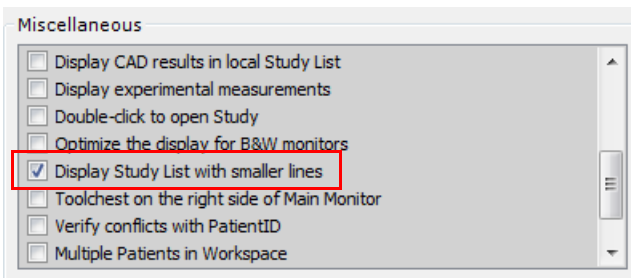 Miscellaneous
Display CAD results in local Study List
Display experimental measurements
Double-click to open Study
Optimize the display for B&W monitors
Display Study List with smaller lines
Toolchest on the right side of Main Monitor
Verify conflicts with PatientID
Multiple Patients in Workspace